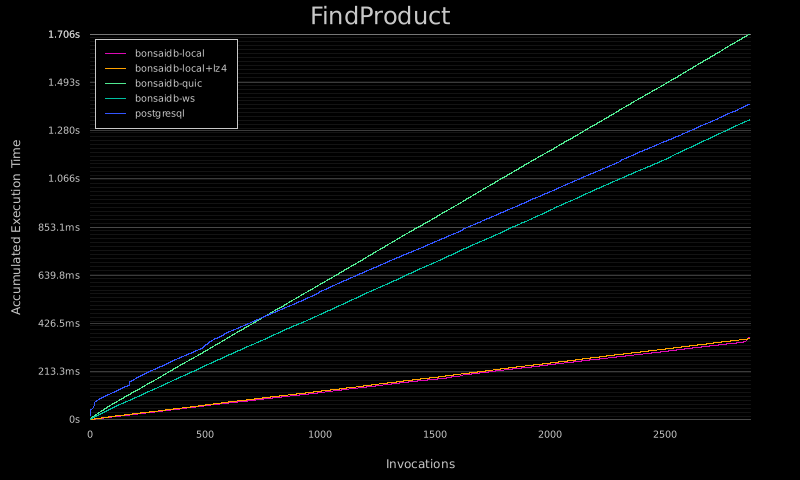 FindProduct
1.706s
1.493s
1.280s
1.066s
853.1ms
639.8ms
426.5ms
213.3ms
0s
Accumulated Execution Time
bonsaidb-local
bonsaidb-local+lz4
bonsaidb-quic
bonsaidb-ws
postgresql
0 500 1000 1500 2000 2500
Invocations